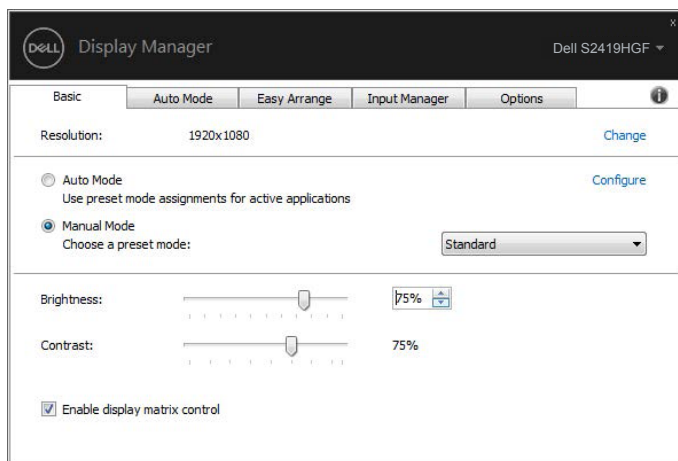 DELL Display Manager Dell S2419HGF
x
Basic Auto Mode Easy Arrange Input Manager Options i
Resolution: 1920x1080 Change
Auto Mode Configure
Use preset mode assignments for active applications
Manual Mode
Choose a preset mode: Standard
Brightness: 75%
Contrast: 75%
Enable display matrix control